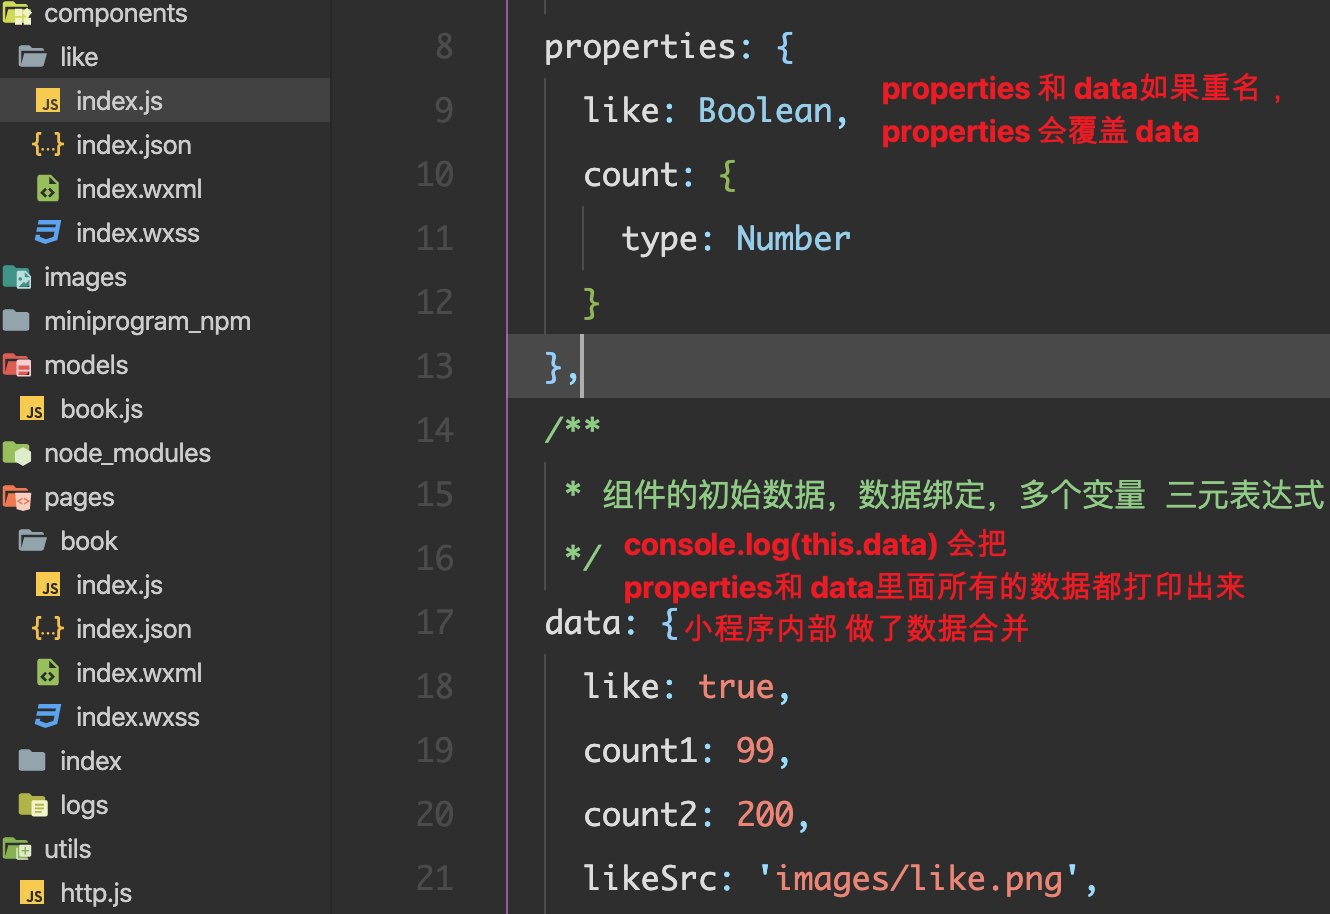 components
like
index.js
index.json
index.wxml
index.wxss
images
miniprogram_npm
models
book.js
node_modules
pages
book
index.js
index.json
index.wxml
index.wxss
index
logs
utils
http.js
8 properties: {
9 like: Boolean,
10 count: {
11 type: Number
12 }
13 },
14 /**
15 * 组件的初始数据，数据绑定，多个变量 三元表达式
16 */
17 data: {
18 like: true,
19 count1: 99,
20 count2: 200,
21 likeSrc: 'images/like.png',
properties 和 data如果重名，
properties 会覆盖 data
console.log(this.data) 会把
properties和 data里面所有的数据都打印出来
小程序内部 做了数据合并